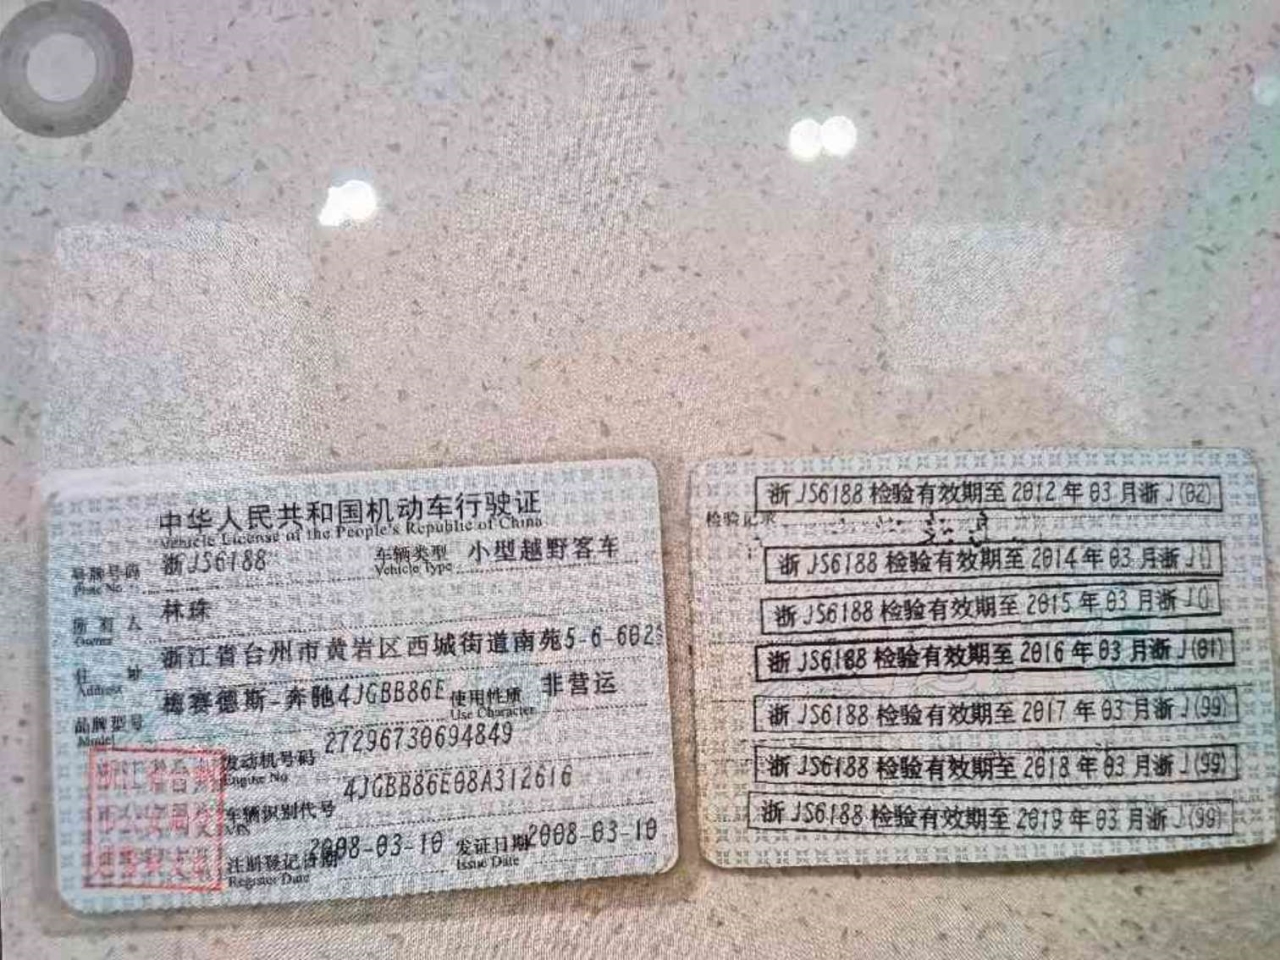 中华人民共和国机动车行驶证
Vehicle License of the People's Republic of China
号牌号码 浙JS6188 车辆类型 小型越野客车
Plate No. Vehicle Type
所有人 林珠
Owner
住址 浙江省台州市黄岩区西城街道南苑5-6-602
Address
品牌型号 梅赛德斯-奔驰4JGBB86E 使用性质 非营运
Model Use Character
发动机号码 27296730694849
Engine No
车辆识别代号 4JGBB86E08A312616
VIN
注册登记日期 2008-03-10 发证日期 2008-03-10
Register Date Issue Date
浙JS6188检验有效期至2012年03月浙J(02)
检验记录
浙JS6188检验有效期至2014年03月浙J()
浙JS6188检验有效期至2015年03月浙J()
浙JS6188检验有效期至2016年03月浙J(01)
浙JS6188检验有效期至2017年03月浙J(99)
浙JS6188检验有效期至2018年03月浙J(99)
浙JS6188检验有效期至2019年03月浙J(99)